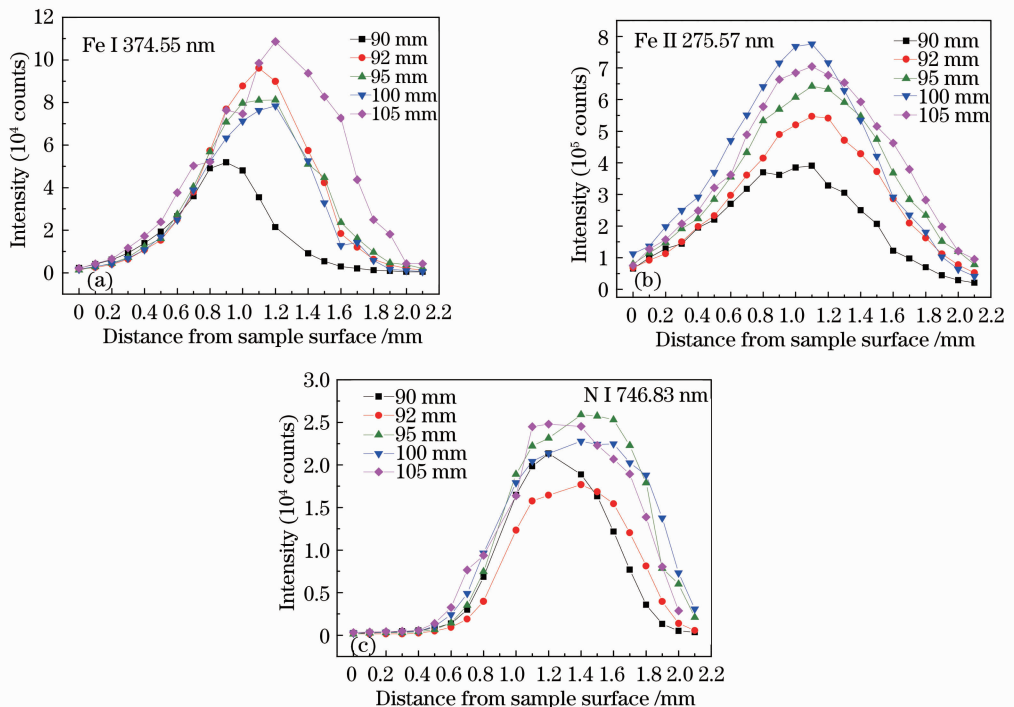 12
10
8
6
4
2
0
Intensity (10⁴ counts)
Fe I 374.55 nm
90 mm
92 mm
95 mm
100 mm
105 mm
(a)
0 0.2 0.4 0.6 0.8 1.0 1.2 1.4 1.6 1.8 2.0 2.2
Distance from sample surface /mm
8
7
6
5
4
3
2
1
0
Intensity (10⁵ counts)
Fe II 275.57 nm
90 mm
92 mm
95 mm
100 mm
105 mm
(b)
0 0.2 0.4 0.6 0.8 1.0 1.2 1.4 1.6 1.8 2.0 2.2
Distance from sample surface /mm
3.0
2.5
2.0
1.5
1.0
0.5
0
Intensity (10⁴ counts)
N I 746.83 nm
90 mm
92 mm
95 mm
100 mm
105 mm
(c)
0 0.2 0.4 0.6 0.8 1.0 1.2 1.4 1.6 1.8 2.0 2.2
Distance from sample surface /mm